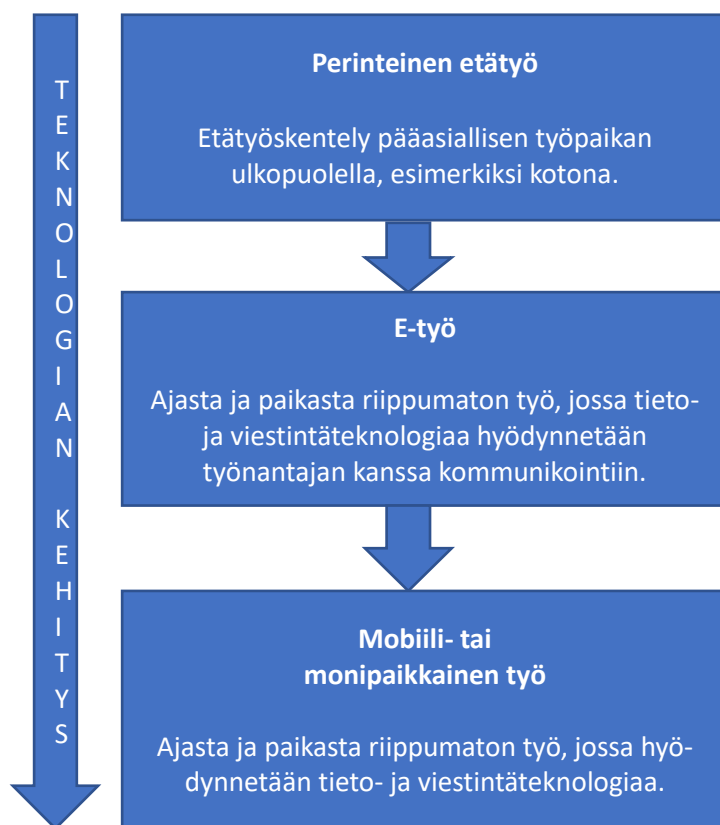 TEKNOLOGIAN KEHITYS
Perinteinen etätyö
Etätyöskentely pääasiallisen työpaikan
ulkopuolella, esimerkiksi kotona.
E-työ
Ajasta ja paikasta riippumaton työ, jossa tieto-
ja viestintäteknologiaa hyödynnetään
työnantajan kanssa kommunikointiin.
Mobiili- tai
monipaikkainen työ
Ajasta ja paikasta riippumaton työ, jossa hyö-
dynnetään tieto- ja viestintäteknologiaa.